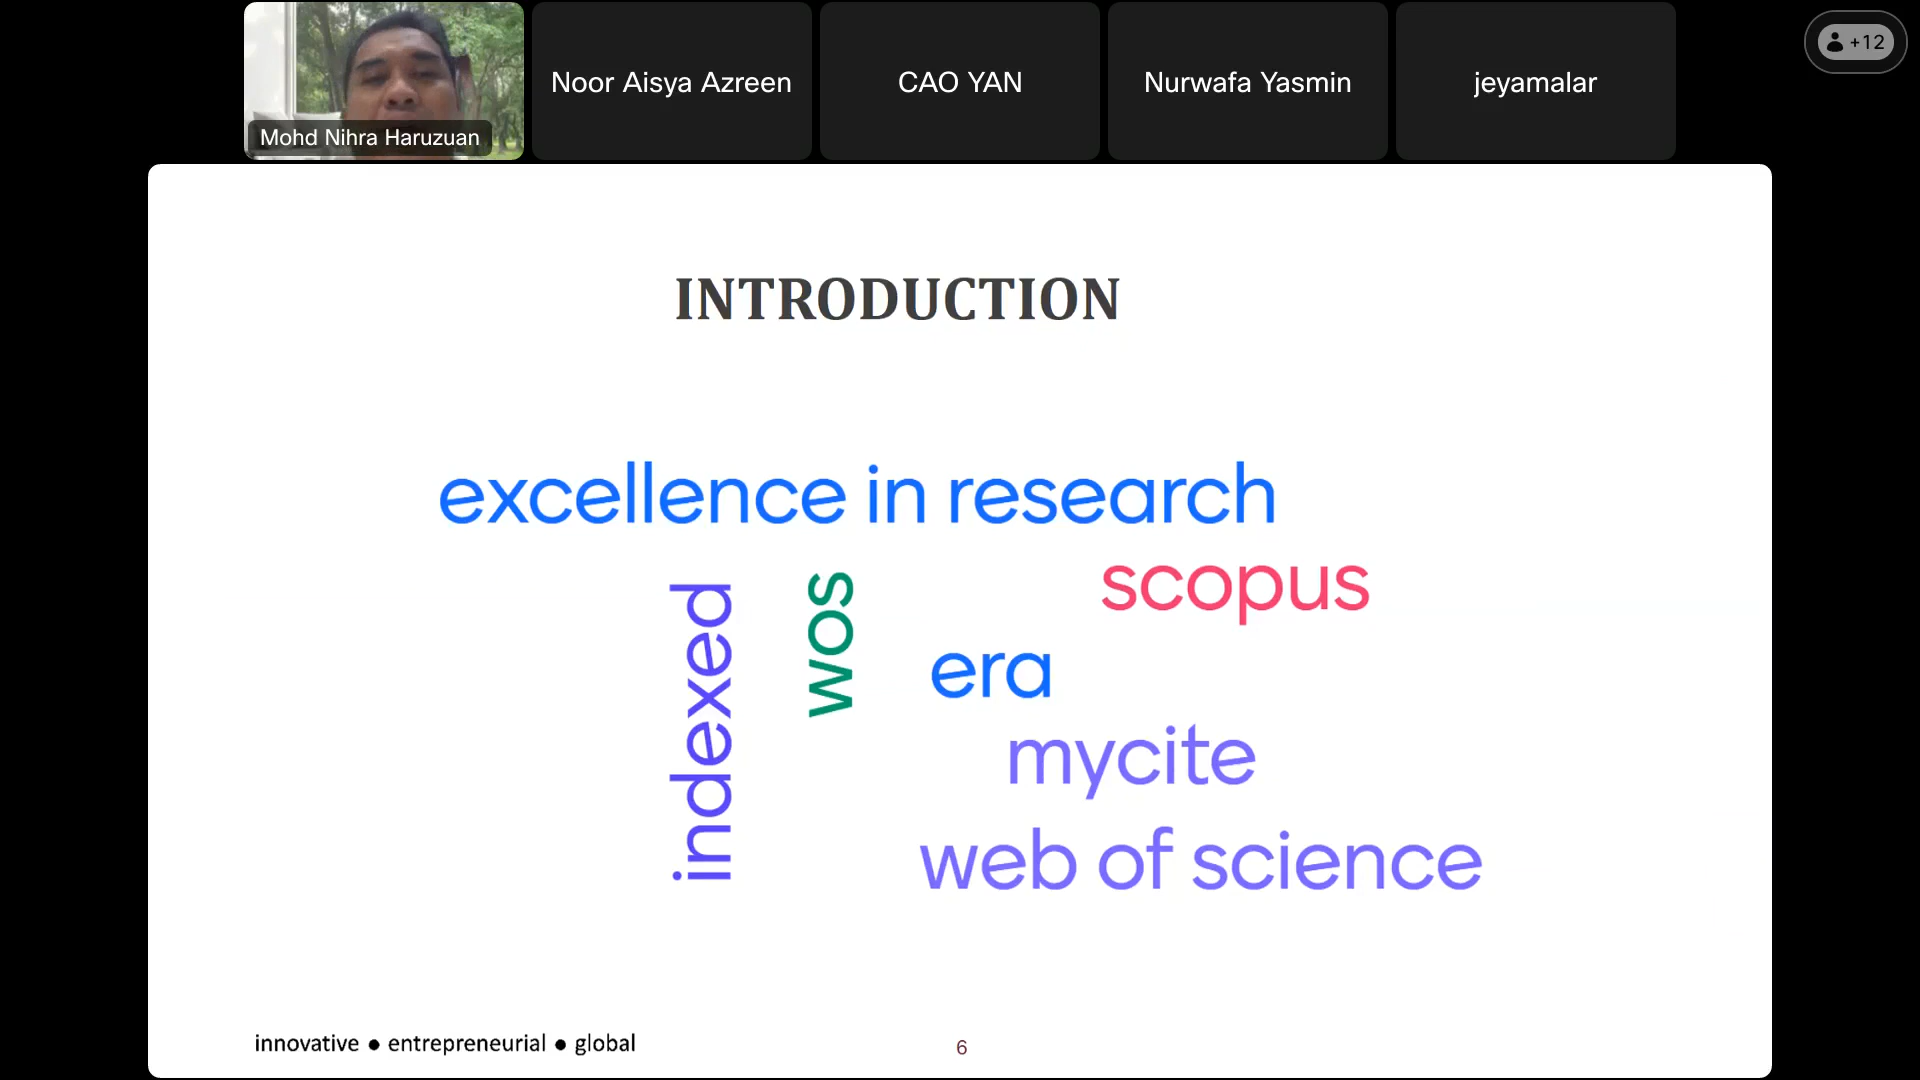 Mohd Nihra Haruzuan
Noor Aisya Azreen
CAO YAN
Nurwafa Yasmin
jeyamalar
+12
INTRODUCTION
excellence in research
indexed
wos
scopus
era
mycite
web of science
innovative ● entrepreneurial ● global
6